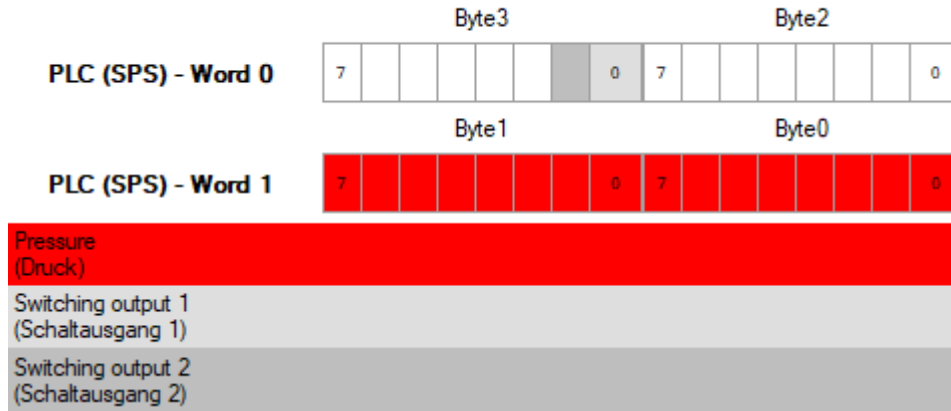 Byte3 Byte2
PLC (SPS) - Word 0 7 0 7 0
Byte1 Byte0
PLC (SPS) - Word 1 7 0 7 0
Pressure
(Druck)
Switching output 1
(Schaltausgang 1)
Switching output 2
(Schaltausgang 2)